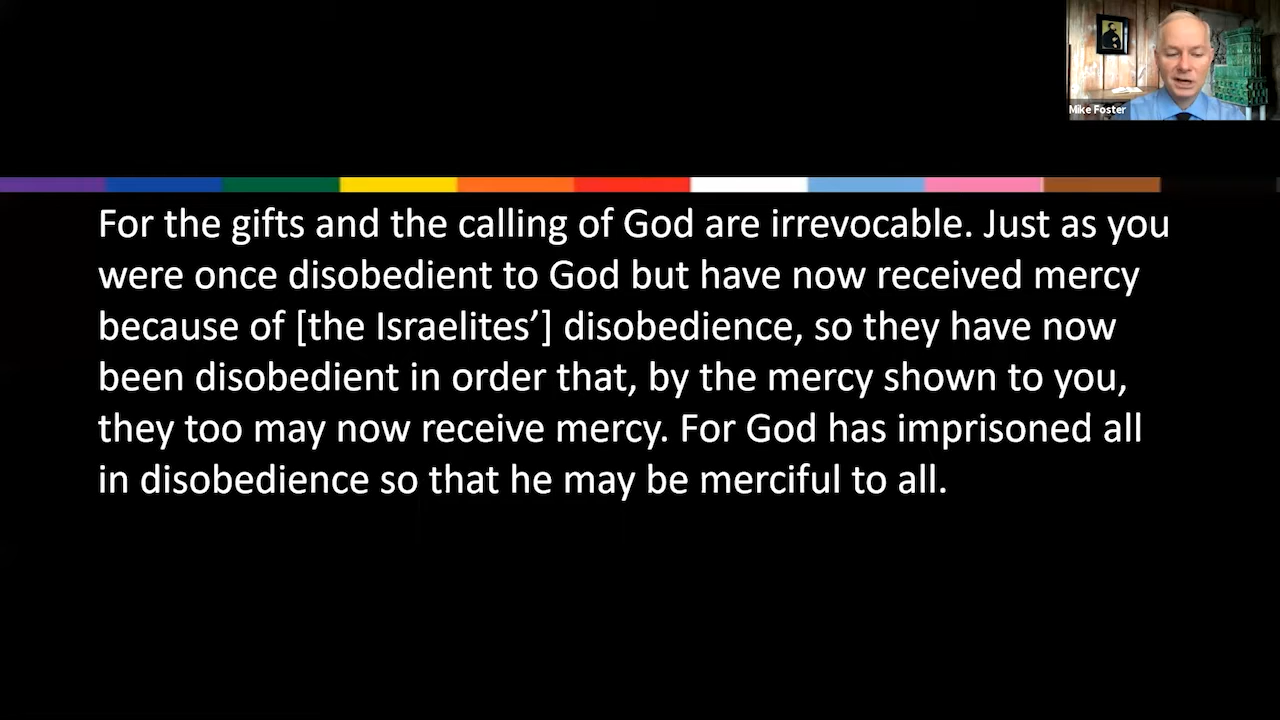 Mike Foster
For the gifts and the calling of God are irrevocable. Just as you
were once disobedient to God but have now received mercy
because of [the Israelites’] disobedience, so they have now
been disobedient in order that, by the mercy shown to you,
they too may now receive mercy. For God has imprisoned all
in disobedience so that he may be merciful to all.